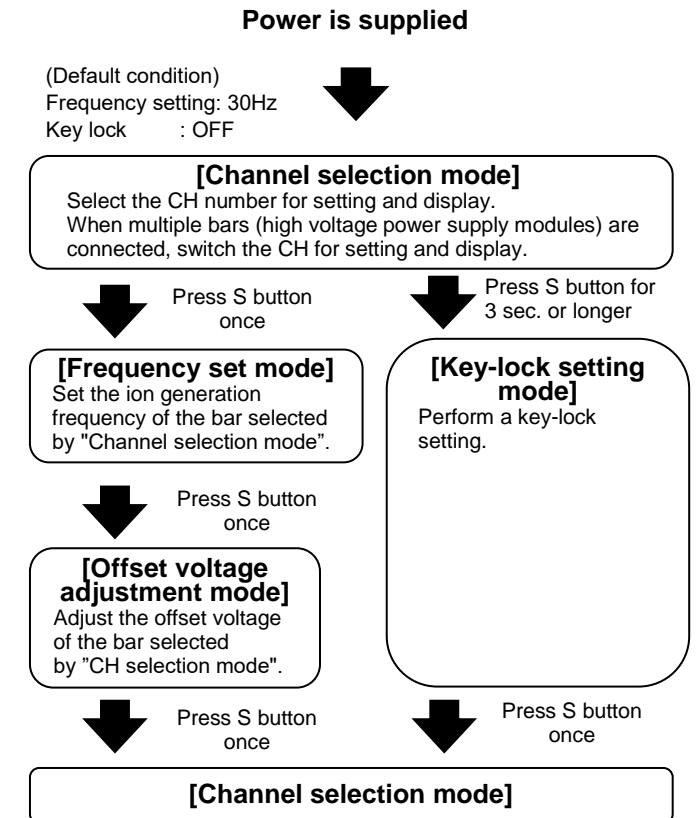 Power is supplied
(Default condition)
Frequency setting: 30Hz
Key lock : OFF
[Channel selection mode]
Select the CH number for setting and display.
When multiple bars (high voltage power supply modules) are
connected, switch the CH for setting and display.
Press S button
once
Press S button for
3 sec. or longer
[Frequency set mode]
Set the ion generation
frequency of the bar selected
by "Channel selection mode”.
[Key-lock setting
mode]
Perform a key-lock
setting.
Press S button
once
[Offset voltage
adjustment mode]
Adjust the offset voltage
of the bar selected
by ”CH selection mode".
Press S button
once
Press S button
once
[Channel selection mode]